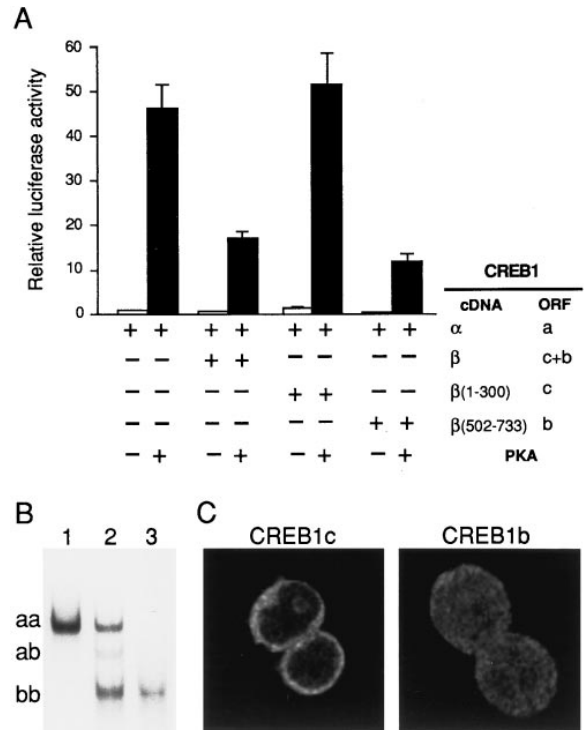 A
Relative luciferase activity
60
50
40
30
20
10
0
CREB1
cDNA ORF
+ + + + + + + + α a
− − + + − − − − β c+b
− − − − + + − − β(1-300) c
− − − − − − + + β(502-733) b
− + − + − + − + PKA
B
1 2 3
aa
ab
bb
C
CREB1c CREB1b